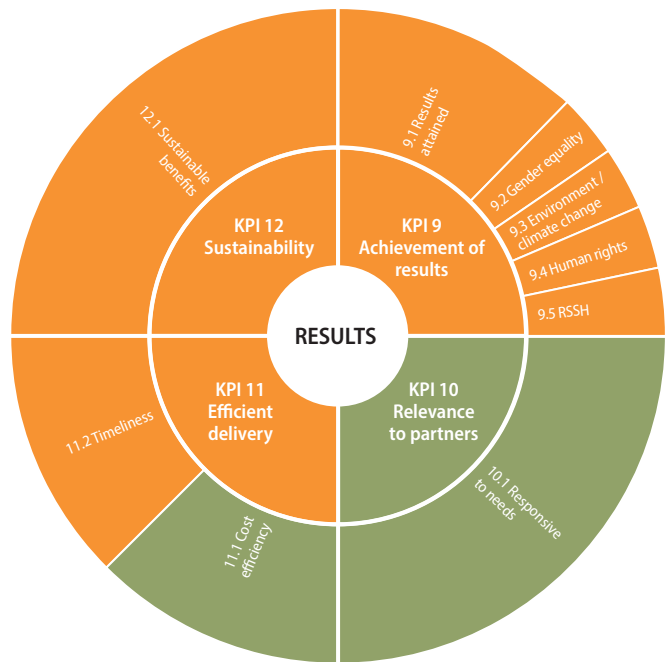 9.1 Results
attained
9.2 Gender equality
9.3 Environment /
climate change
9.4 Human rights
9.5 RSSH
12.1 Sustainable
benefits
KPI 12
Sustainability
KPI 9
Achievement of
results
RESULTS
KPI 11
Efficient
delivery
KPI 10
Relevance
to partners
11.2 Timeliness
11.1 Cost
efficiency
10.1 Responsive
to needs